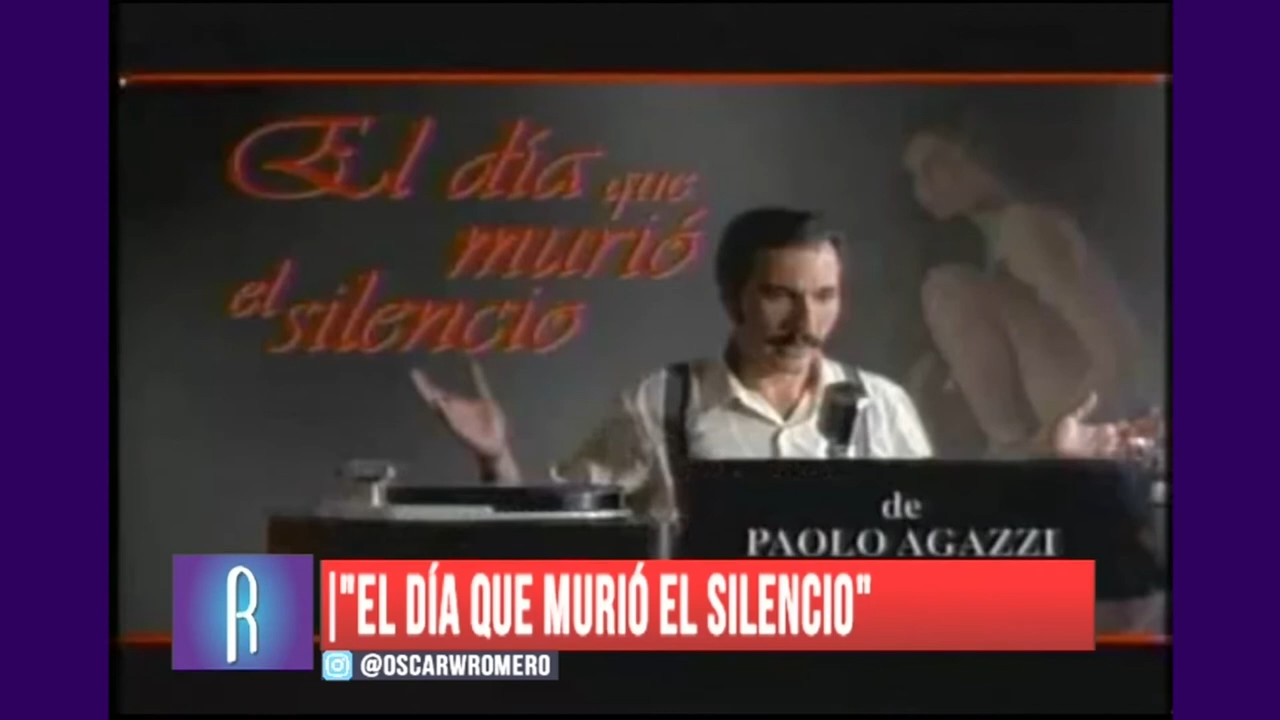 El día que
murió
el silencio
de
PAOLO AGAZZI
R
|"EL DÍA QUE MURIÓ EL SILENCIO"
@OSCARWROMERO